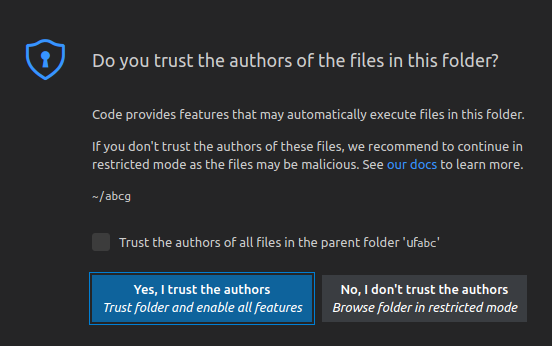 Do you trust the authors of the files in this folder?
Code provides features that may automatically execute files in this folder.
If you don't trust the authors of these files, we recommend to continue in
restricted mode as the files may be malicious. See our docs to learn more.
~/abcg
Trust the authors of all files in the parent folder 'ufabc'
Yes, I trust the authors
Trust folder and enable all features
No, I don't trust the authors
Browse folder in restricted mode